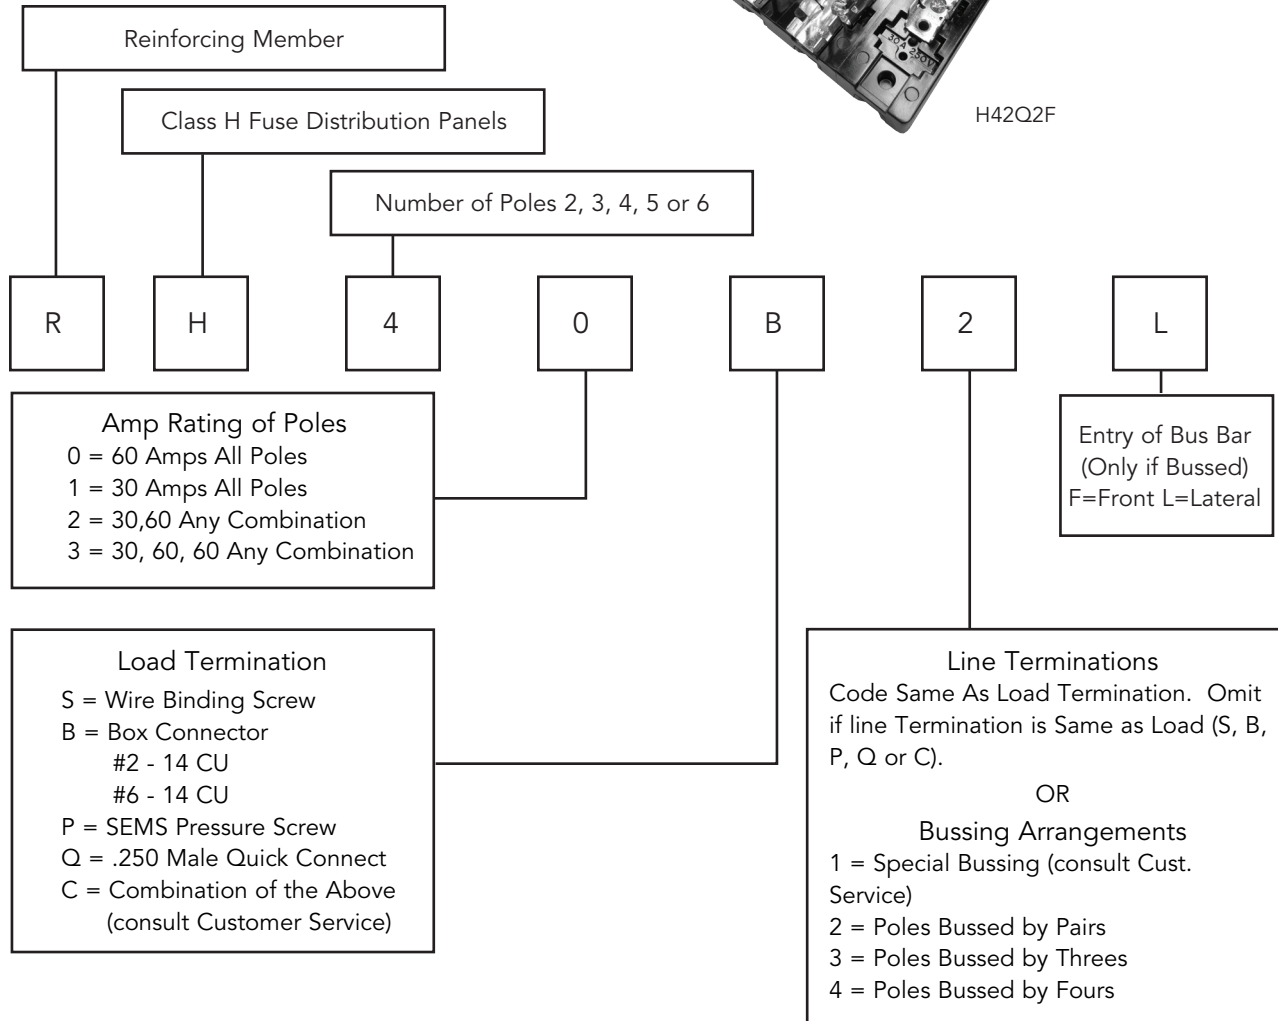 Reinforcing Member
30A 250V
H42Q2F
Class H Fuse Distribution Panels
Number of Poles 2, 3, 4, 5 or 6
R H 4 0 B 2 L
Amp Rating of Poles
0 = 60 Amps All Poles
1 = 30 Amps All Poles
2 = 30,60 Any Combination
3 = 30, 60, 60 Any Combination
Entry of Bus Bar
(Only if Bussed)
F=Front L=Lateral
Load Termination
S = Wire Binding Screw
B = Box Connector
#2 - 14 CU
#6 - 14 CU
P = SEMS Pressure Screw
Q = .250 Male Quick Connect
C = Combination of the Above
(consult Customer Service)
Line Terminations
Code Same As Load Termination.  Omit
if line Termination is Same as Load (S, B,
P, Q or C).
OR
Bussing Arrangements
1 = Special Bussing (consult Cust.
Service)
2 = Poles Bussed by Pairs
3 = Poles Bussed by Threes
4 = Poles Bussed by Fours